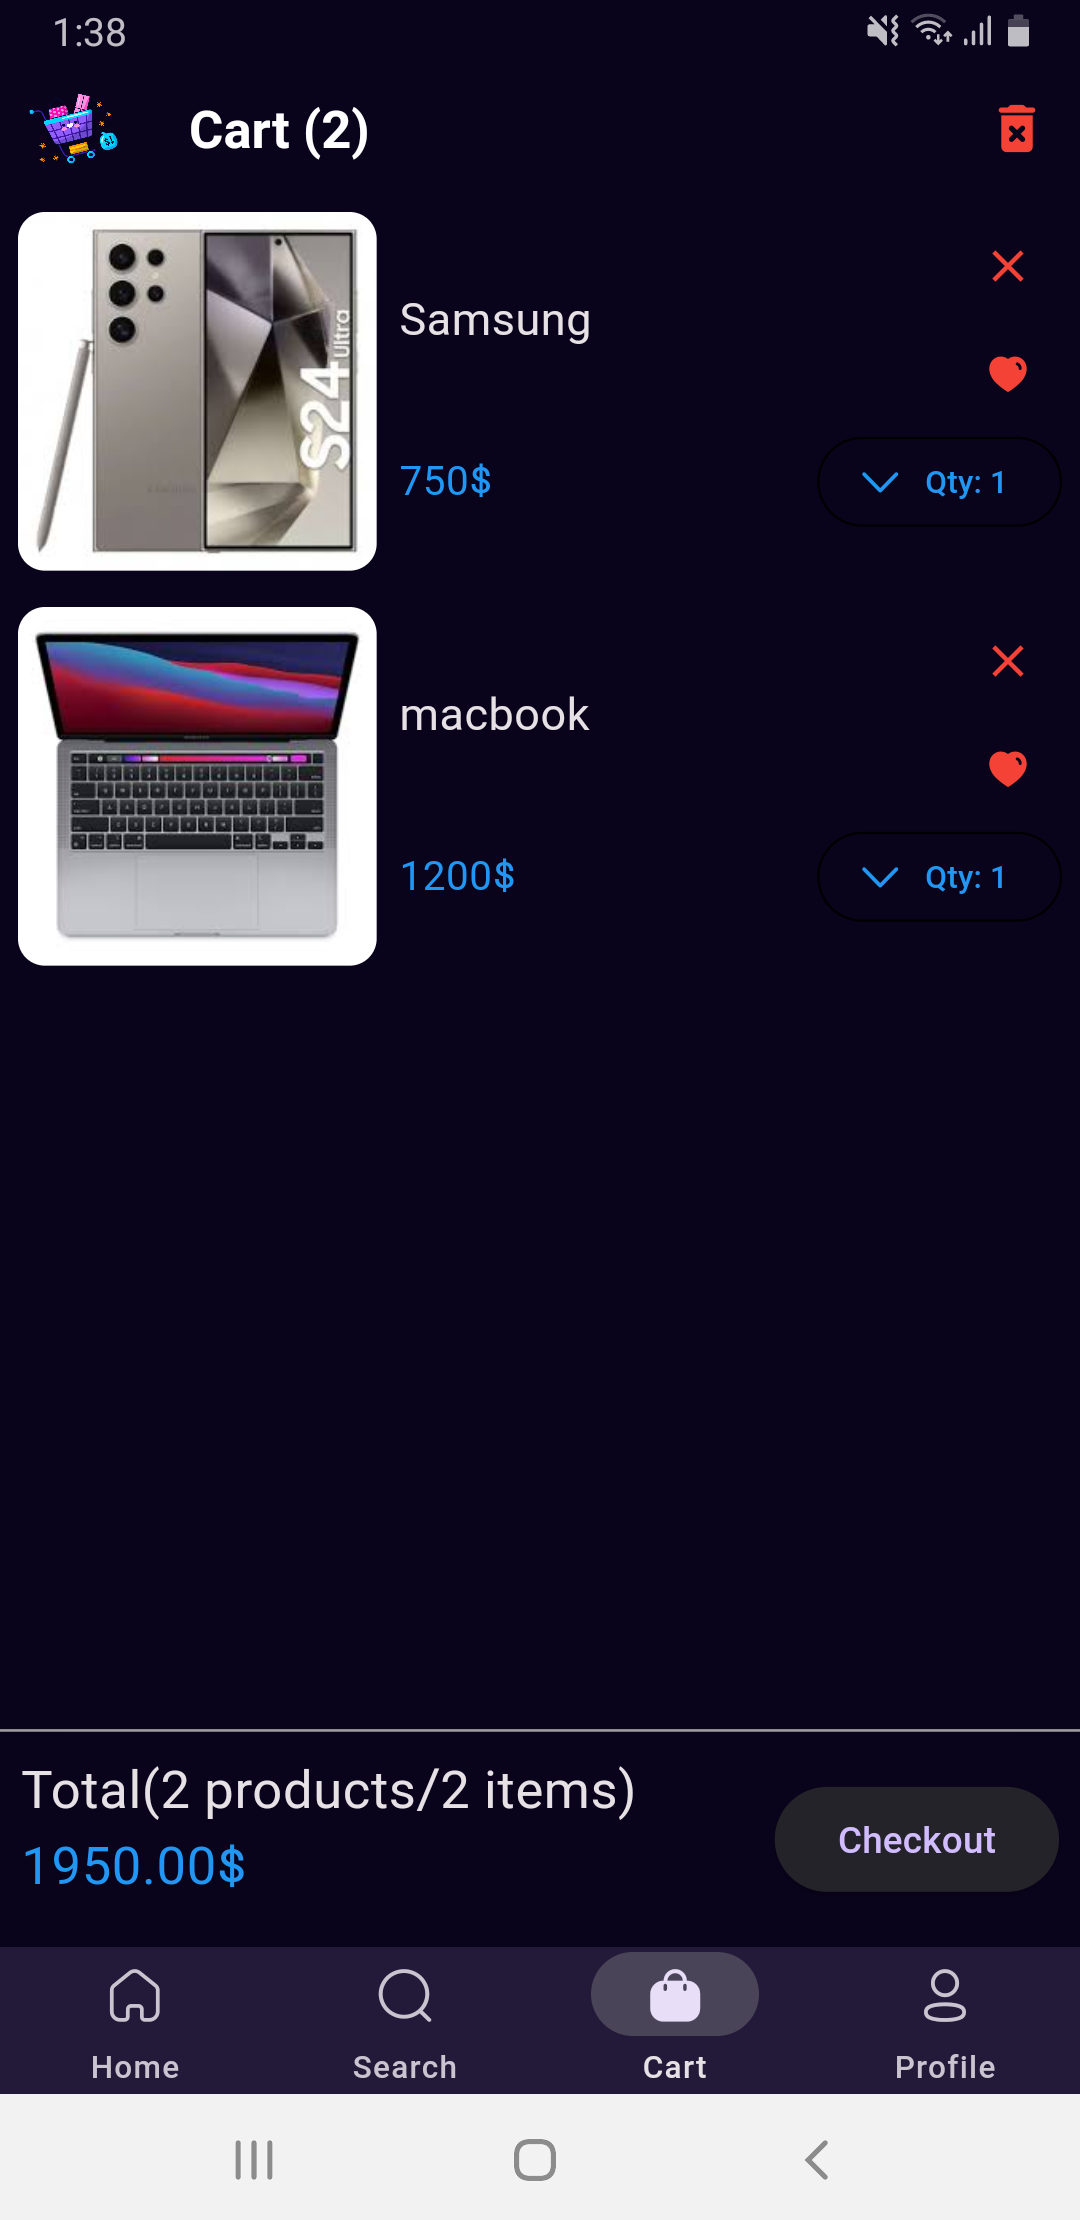 1:38
Cart (2)
S24 Ultra
Samsung
750$
Qty: 1
macbook
1200$
Qty: 1
Total(2 products/2 items)
1950.00$
Checkout
Home
Search
Cart
Profile